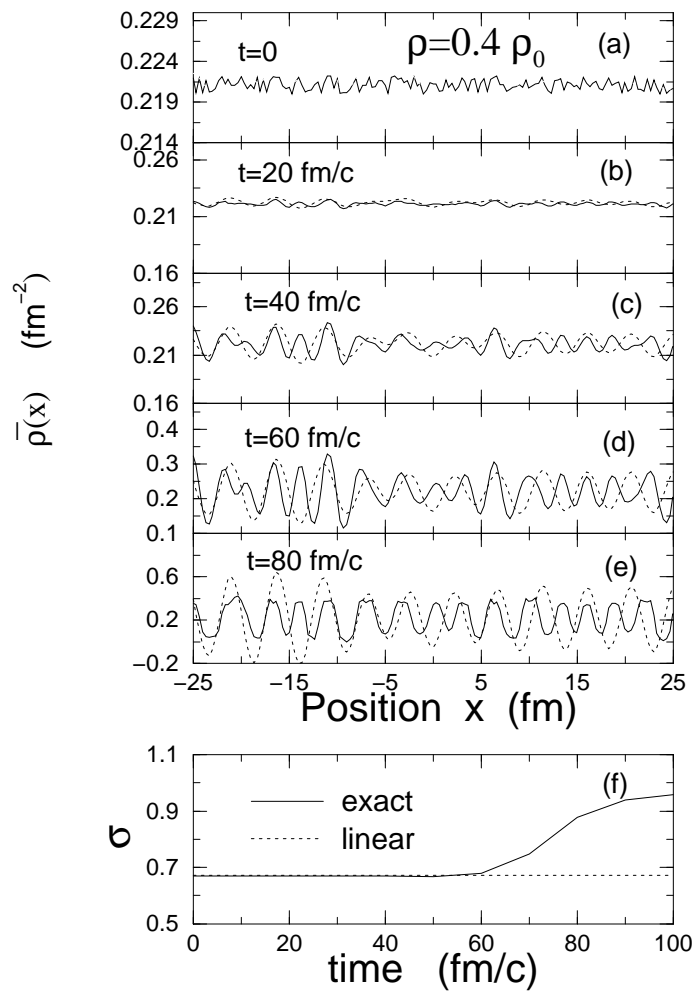 0.229
t=0 ρ=0.4 ρ₀ (a)
0.224
0.219
0.214
0.26
t=20 fm/c (b)
0.21
0.16
t=40 fm/c (c)
0.26
0.21
0.16
0.4
t=60 fm/c (d)
0.3
0.2
0.1
t=80 fm/c (e)
0.6
0.2
−0.2
ρ̅(x) (fm⁻²)
−25 −15 −5 5 15 25
Position x (fm)
1.1
(f)
0.9
exact
linear
0.7
0.5
σ
0 20 40 60 80 100
time (fm/c)